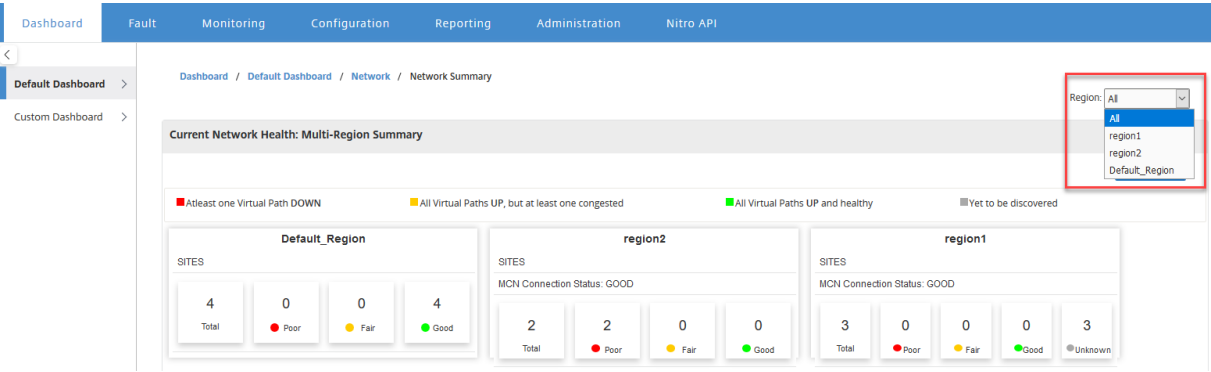 Dashboard Fault Monitoring Configuration Reporting Administration Nitro API
Default Dashboard
Custom Dashboard
Dashboard / Default Dashboard / Network / Network Summary
Region: All
All
region1
region2
Default_Region
Current Network Health: Multi-Region Summary
Atleast one Virtual Path DOWN All Virtual Paths UP, but at least one congested All Virtual Paths UP and healthy Yet to be discovered
Default_Region
SITES
4 0 0 4
Total Poor Fair Good
region2
SITES
MCN Connection Status: GOOD
2 2 0 0
Total Poor Fair Good
region1
SITES
MCN Connection Status: GOOD
3 0 0 0 3
Total Poor Fair Good Unknown